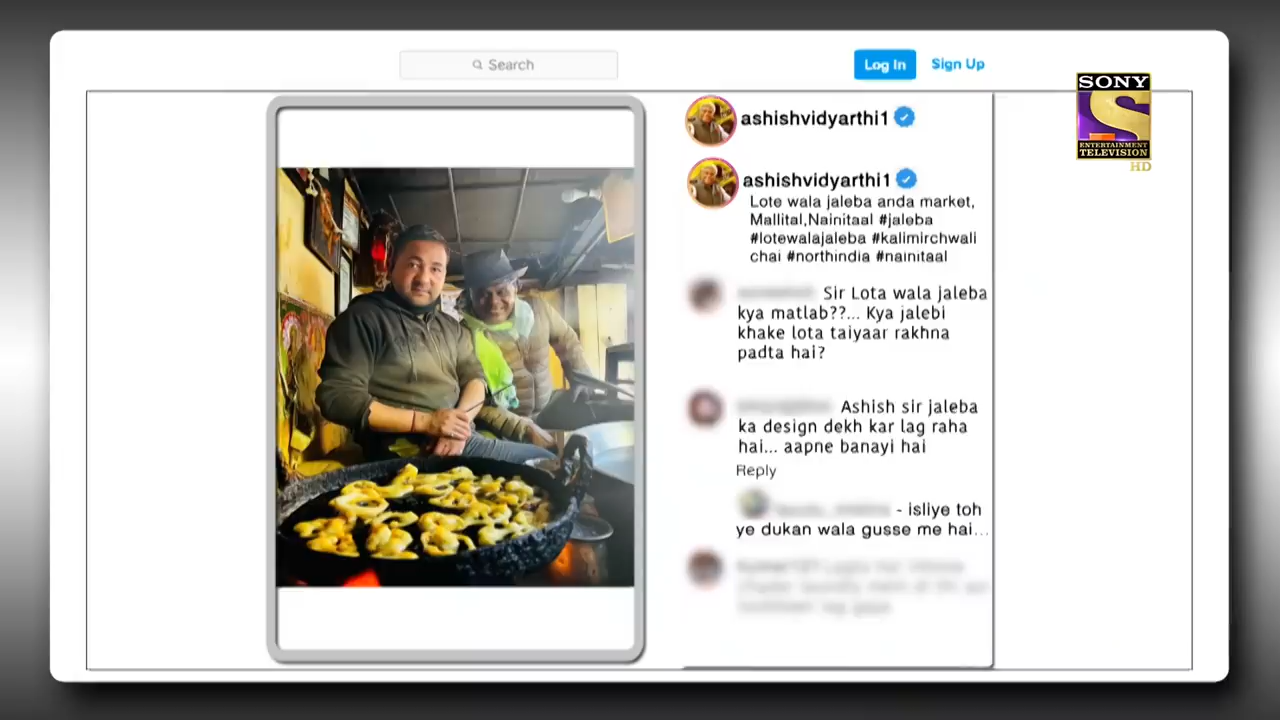 Search
Log In
Sign Up
SONY
ENTERTAINMENT
TELEVISION
HD
ashishvidyarthi1
ashishvidyarthi1
Lote wala jaleba anda market,
Mallital,Nainitaal #jaleba
#lotewalajaleba #kalimirchwali
chai #northindia #nainitaal
Sir Lota wala jaleba
kya matlab??... Kya jalebi
khake lota taiyaar rakhna
padta hai?
Ashish sir jaleba
ka design dekh kar lag raha
hai... aapne banayi hai
Reply
- isliye toh
ye dukan wala gusse me hai...